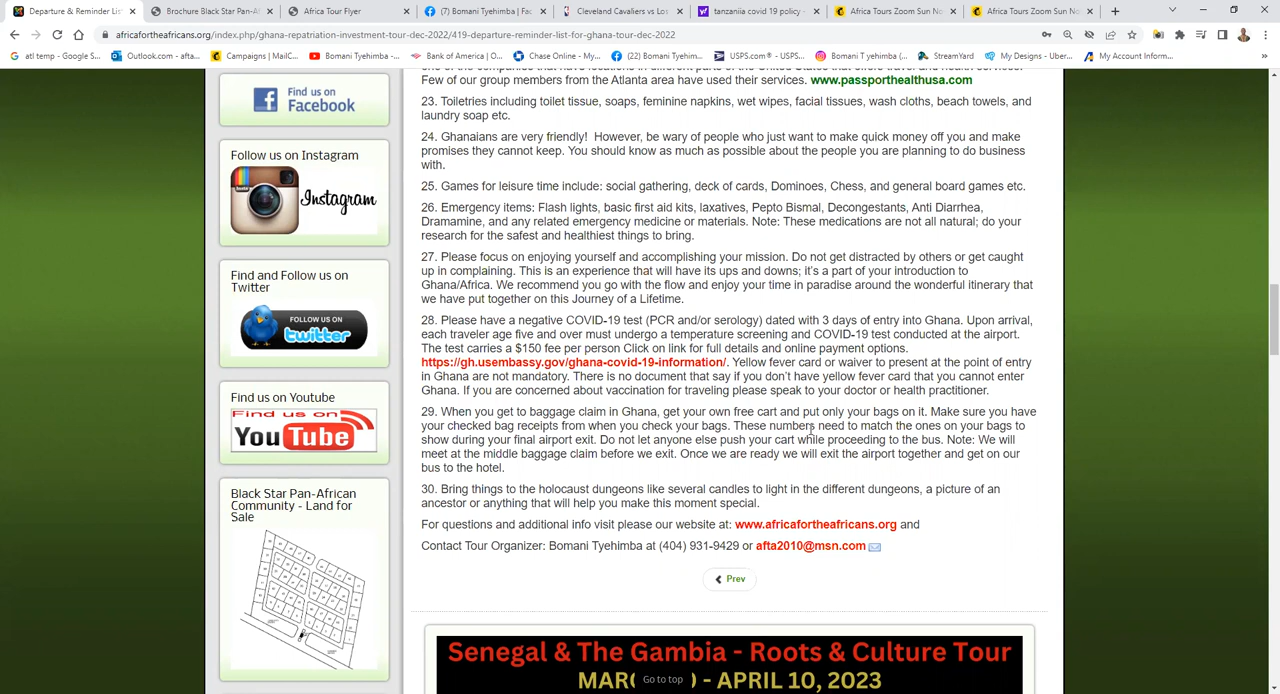 Departure & Reminder List
Brochure Black Star Pan-Af
Africa Tour Flyer
(7) Bomani Tyehimba | Fac
Cleveland Cavaliers vs Los
tanzaniia covid 19 policy -
Africa Tours Zoom Sun No
Africa Tours Zoom Sun No
africafortheafricans.org/index.php/ghana-repatriation-investment-tour-dec-2022/419-departure-reminder-list-for-ghana-tour-dec-2022
atl temp - Google S...
Outlook.com - afta...
Campaigns | MailC...
Bomani Tyehimba...
Bank of America | O...
Chase Online - My...
(22) Bomani Tyehi...
USPS.com® - USPS...
Bomani T yehimba (...
StreamYard
My Designs - Uber...
My Account Inform...
Few of our group members from the Atlanta area have used their services. www.passporthealthusa.com
23. Toiletries including toilet tissue, soaps, feminine napkins, wet wipes, facial tissues, wash cloths, beach towels, and
laundry soap etc.
24. Ghanaians are very friendly! However, be wary of people who just want to make quick money off you and make
promises they cannot keep. You should know as much as possible about the people you are planning to do business
with.
25. Games for leisure time include: social gathering, deck of cards, Dominoes, Chess, and general board games etc.
26. Emergency items: Flash lights, basic first aid kits, laxatives, Pepto Bismal, Decongestants, Anti Diarrhea,
Dramamine, and any related emergency medicine or materials. Note: These medications are not all natural; do your
research for the safest and healthiest things to bring.
27. Please focus on enjoying yourself and accomplishing your mission. Do not get distracted by others or get caught
up in complaining. This is an experience that will have its ups and downs; it's a part of your introduction to
Ghana/Africa. We recommend you go with the flow and enjoy your time in paradise around the wonderful itinerary that
we have put together on this Journey of a Lifetime.
28. Please have a negative COVID-19 test (PCR and/or serology) dated with 3 days of entry into Ghana. Upon arrival,
each traveler age five and over must undergo a temperature screening and COVID-19 test conducted at the airport.
The test carries a $150 fee per person Click on link for full details and online payment options.
https://gh.usembassy.gov/ghana-covid-19-information/. Yellow fever card or waiver to present at the point of entry
in Ghana are not mandatory. There is no document that say if you don't have yellow fever card that you cannot enter
Ghana. If you are concerned about vaccination for traveling please speak to your doctor or health practitioner.
29. When you get to baggage claim in Ghana, get your own free cart and put only your bags on it. Make sure you have
your checked bag receipts from when you check your bags. These numbers need to match the ones on your bags to
show during your final airport exit. Do not let anyone else push your cart while proceeding to the bus. Note: We will
meet at the middle baggage claim before we exit. Once we are ready we will exit the airport together and get on our
bus to the hotel.
30. Bring things to the holocaust dungeons like several candles to light in the different dungeons, a picture of an
ancestor or anything that will help you make this moment special.
For questions and additional info visit please our website at: www.africafortheafricans.org and
Contact Tour Organizer: Bomani Tyehimba at (404) 931-9429 or afta2010@msn.com
Prev
Senegal & The Gambia - Roots & Culture Tour
- APRIL 10, 2023
Go to top
Find us on
Facebook
Follow us on Instagram
Instagram
Find and Follow us on
Twitter
FOLLOW US ON
twitter
Find us on Youtube
Find us on
YouTube
Black Star Pan-African
Community - Land for
Sale